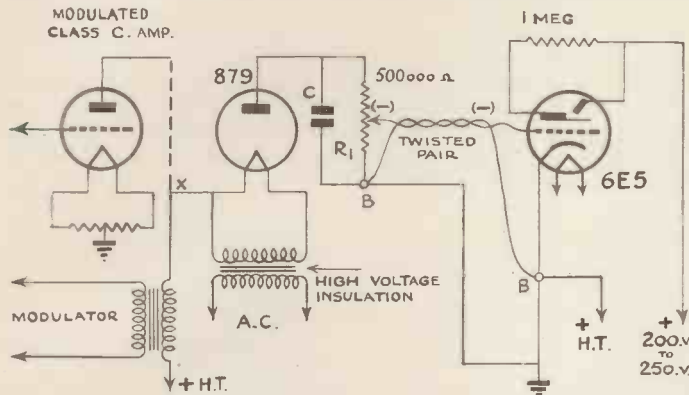 MODULATED
CLASS C. AMP.
879
C
500000 Ω
(-)
R1
(-)
TWISTED
PAIR
1 MEG
6E5
X
B
B
HIGH VOLTAGE
INSULATION
A.C.
MODULATOR
+ H.T.
+
H.T.
+
200.V.
TO
250.V.